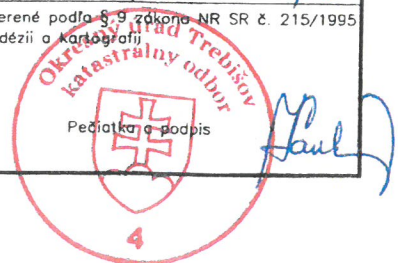 erené podľa § 9 zákona NR SR č. 215/1995
dézii a kartografii
Okresný úrad Trebišov
katastrálny odbor
Pečiatka a podpis
4